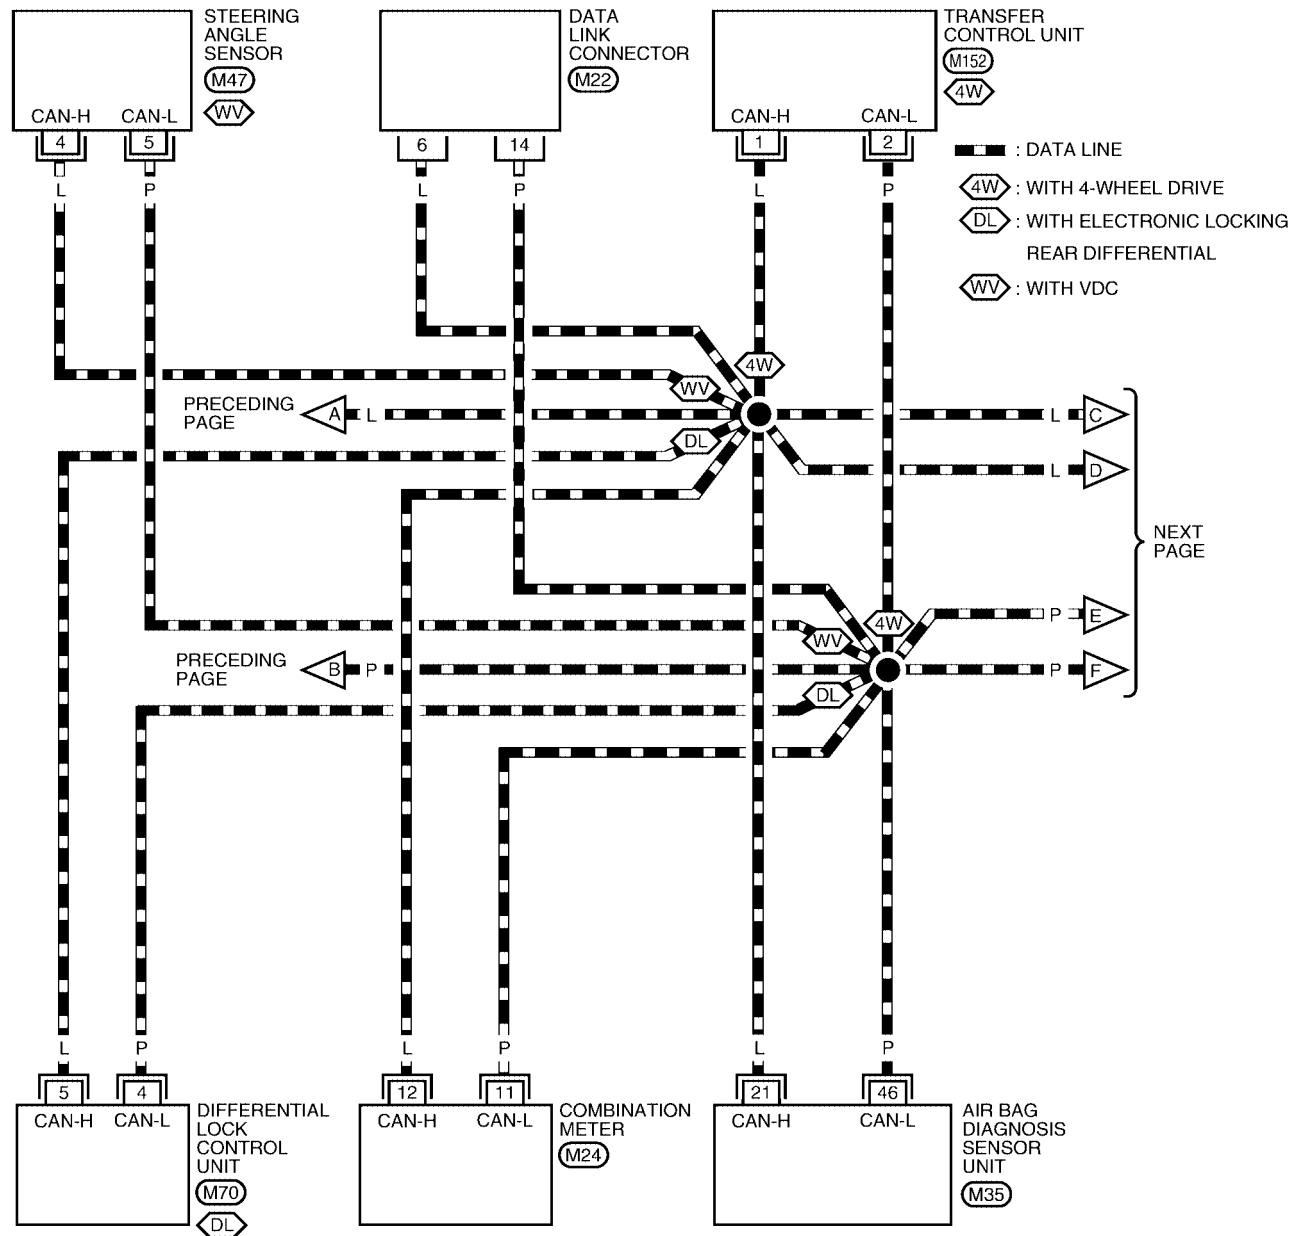 STEERING
ANGLE
SENSOR
M47
WV
CAN-H
CAN-L
4
5
L
P
DATA
LINK
CONNECTOR
M22
6
14
L
P
TRANSFER
CONTROL UNIT
M152
4W
CAN-H
CAN-L
1
2
L
P
: DATA LINE
4W : WITH 4-WHEEL DRIVE
DL : WITH ELECTRONIC LOCKING
REAR DIFFERENTIAL
WV : WITH VDC
4W
WV
PRECEDING
PAGE
A
L
DL
L
C
L
D
NEXT
PAGE
4W
WV
P
E
PRECEDING
PAGE
B
P
DL
P
F
L
P
5
4
CAN-H
CAN-L
DIFFERENTIAL
LOCK
CONTROL
UNIT
M70
DL
L
P
12
11
CAN-H
CAN-L
COMBINATION
METER
M24
L
P
21
46
CAN-H
CAN-L
AIR BAG
DIAGNOSIS
SENSOR
UNIT
M35